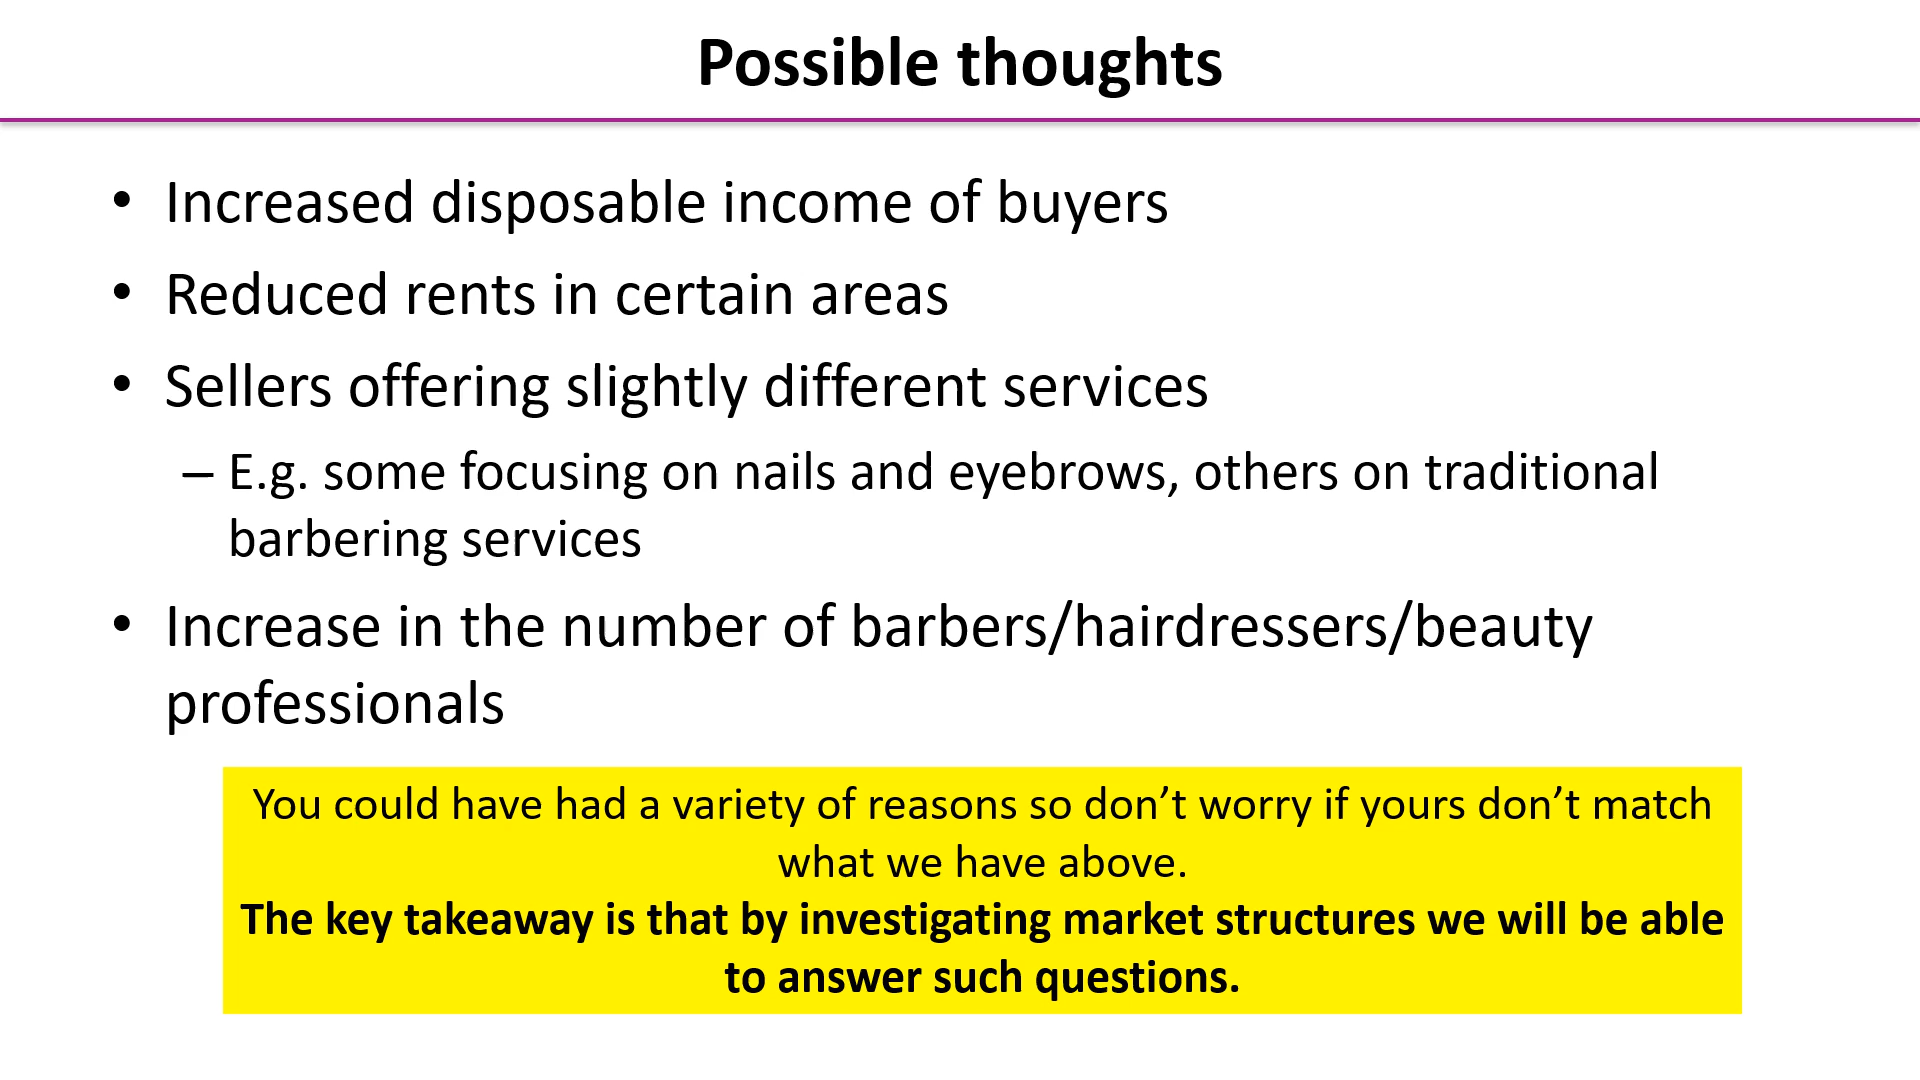 Possible thoughts
• Increased disposable income of buyers
• Reduced rents in certain areas
• Sellers offering slightly different services
– E.g. some focusing on nails and eyebrows, others on traditional
barbering services
• Increase in the number of barbers/hairdressers/beauty
professionals
You could have had a variety of reasons so don’t worry if yours don’t match
what we have above.
The key takeaway is that by investigating market structures we will be able
to answer such questions.